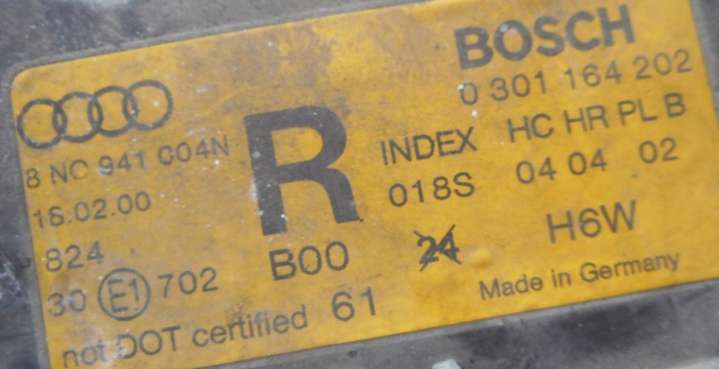 BOSCH
0 301 164 202
8 NC 941 004N
R
INDEX HC HR PL B
16.02.00
018S 04 04 02
824
B00
24
H6W
30 E1 702
Made in Germany
not DOT certified 61